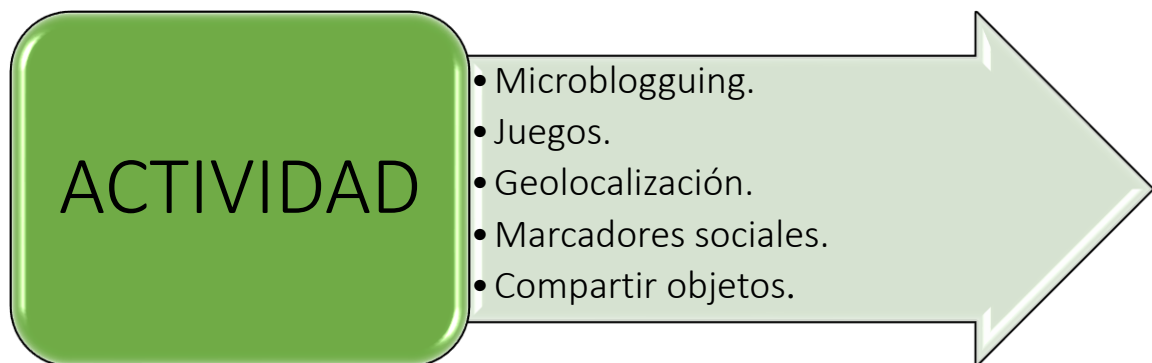 ACTIVIDAD
• Microblogguing.
• Juegos.
• Geolocalización.
• Marcadores sociales.
• Compartir objetos.